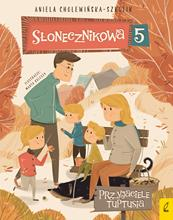 ANIELA CHOLEWIŃSKA-SZKOLIK
SŁONECZNIKOWA 5
PRZYJACIELE
TUPTUSIA